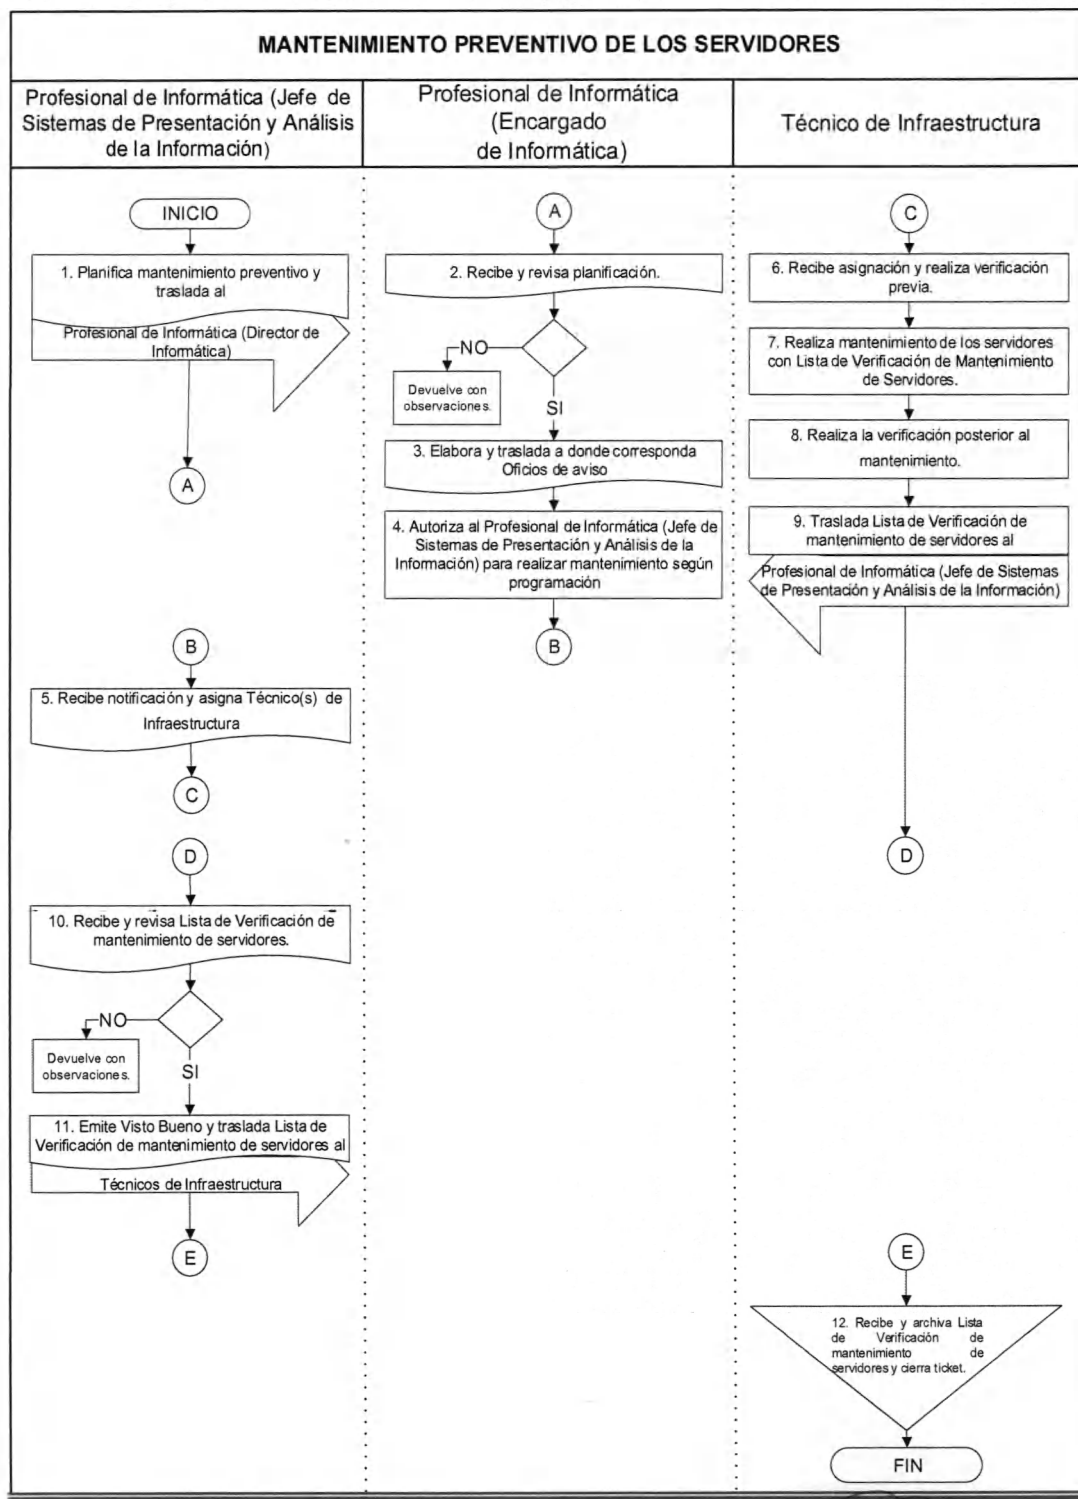 MANTENIMIENTO PREVENTIVO DE LOS SERVIDORES
Profesional de Informática (Jefe de
Sistemas de Presentación y Análisis
de la Información)
Profesional de Informática
(Encargado
de Informática)
Técnico de Infraestructura
INICIO
1. Planifica mantenimiento preventivo y
traslada al
Profesional de Informática (Director de
Informática)
A
B
5. Recibe notificación y asigna Técnico(s) de
Infraestructura
C
D
10. Recibe y revisa Lista de Verificación de
mantenimiento de servidores.
NO
Devuelve con
observaciones.
SI
11. Emite Visto Bueno y traslada Lista de
Verificación de mantenimiento de servidores al
Técnicos de Infraestructura
E
A
2. Recibe y revisa planificación.
NO
Devuelve con
observaciones.
SI
3. Elabora y traslada a donde corresponda
Oficios de aviso
4. Autoriza al Profesional de Informática (Jefe de
Sistemas de Presentación y Análisis de la
Información) para realizar mantenimiento según
programación
B
C
6. Recibe asignación y realiza verificación
previa.
7. Realiza mantenimiento de los servidores
con Lista de Verificación de Mantenimiento
de Servidores.
8. Realiza la verificación posterior al
mantenimiento.
9. Traslada Lista de Verificación de
mantenimiento de servidores al
Profesional de Informática (Jefe de Sistemas
de Presentación y Análisis de la Información)
D
E
12. Recibe y archiva Lista
de Verificación de
mantenimiento de
servidores y cierra ticket.
FIN